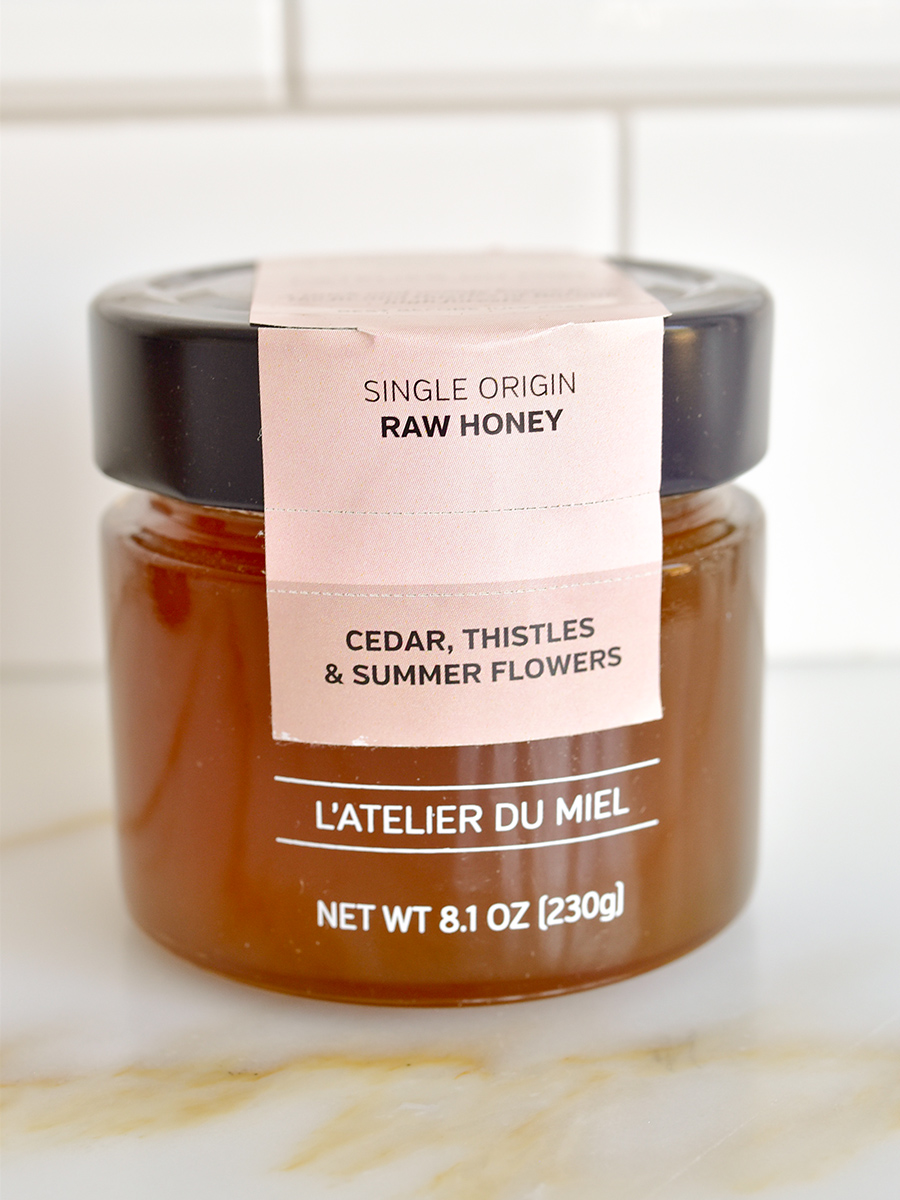 SINGLE ORIGIN
RAW HONEY
CEDAR, THISTLES
& SUMMER FLOWERS
L'ATELIER DU MIEL
NET WT 8.1 OZ (230g)